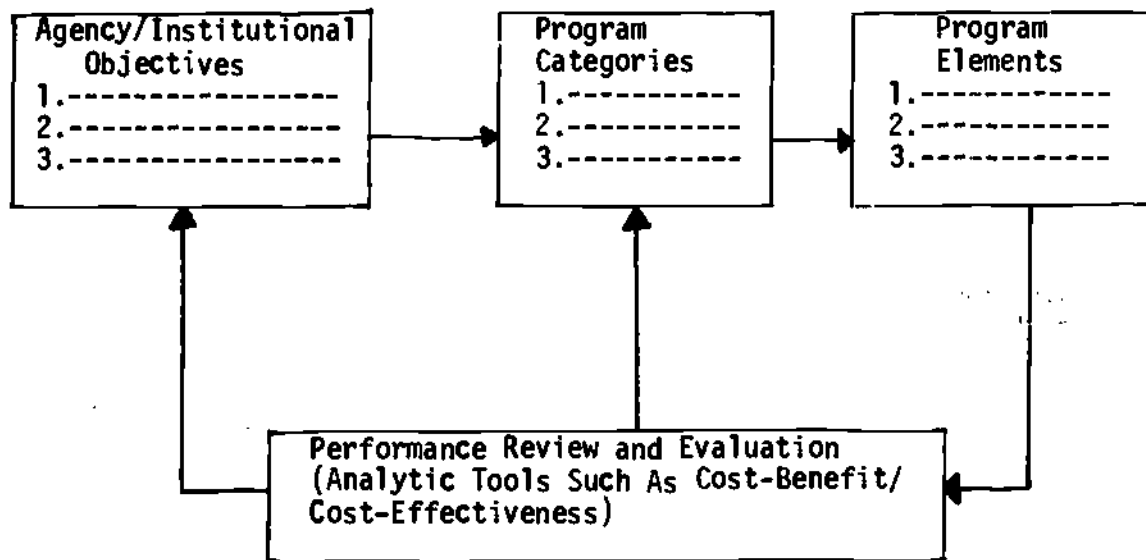 Agency/Institutional
Objectives
1.------------------
2.------------------
3.------------------
Program
Categories
1.-----------
2.-----------
3.-----------
Program
Elements
1.-----------
2.-----------
3.-----------
Performance Review and Evaluation
(Analytic Tools Such As Cost-Benefit/
Cost-Effectiveness)